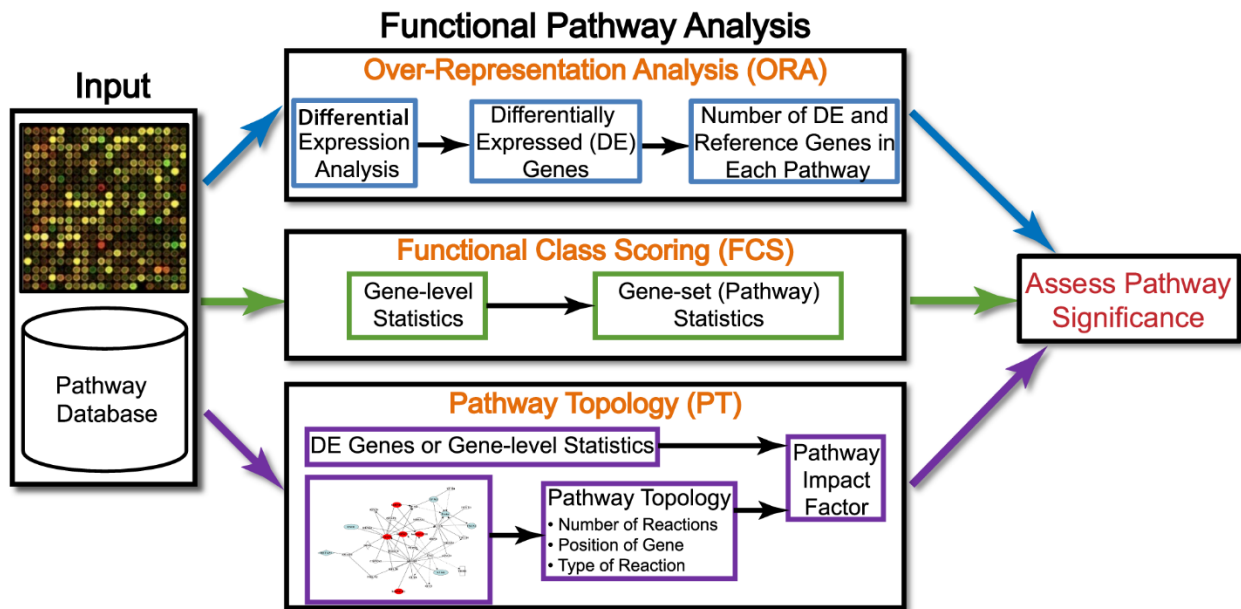 Functional Pathway Analysis
Input
Pathway
Database
Over-Representation Analysis (ORA)
Differential
Expression
Analysis
Differentially
Expressed (DE)
Genes
Number of DE and
Reference Genes in
Each Pathway
Functional Class Scoring (FCS)
Gene-level
Statistics
Gene-set (Pathway)
Statistics
Pathway Topology (PT)
DE Genes or Gene-level Statistics
Pathway Topology
• Number of Reactions
• Position of Gene
• Type of Reaction
Pathway
Impact
Factor
Assess Pathway
Significance